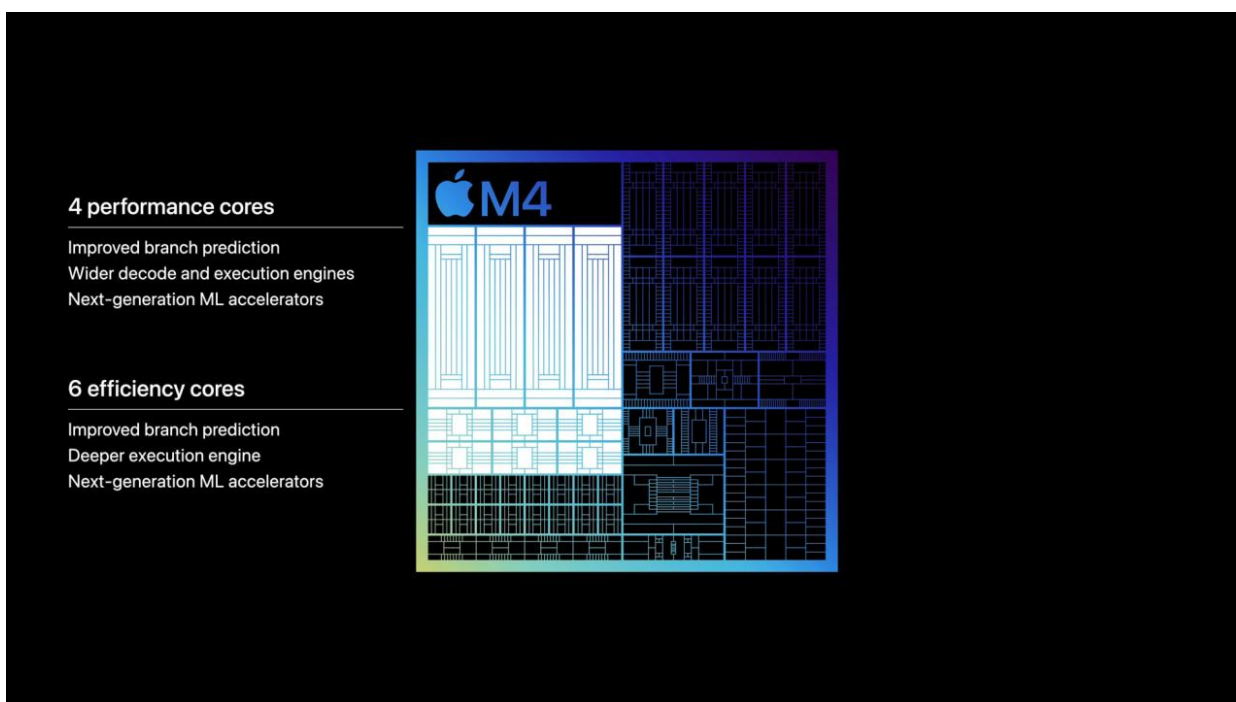 4 performance cores
Improved branch prediction
Wider decode and execution engines
Next-generation ML accelerators
6 efficiency cores
Improved branch prediction
Deeper execution engine
Next-generation ML accelerators
M4